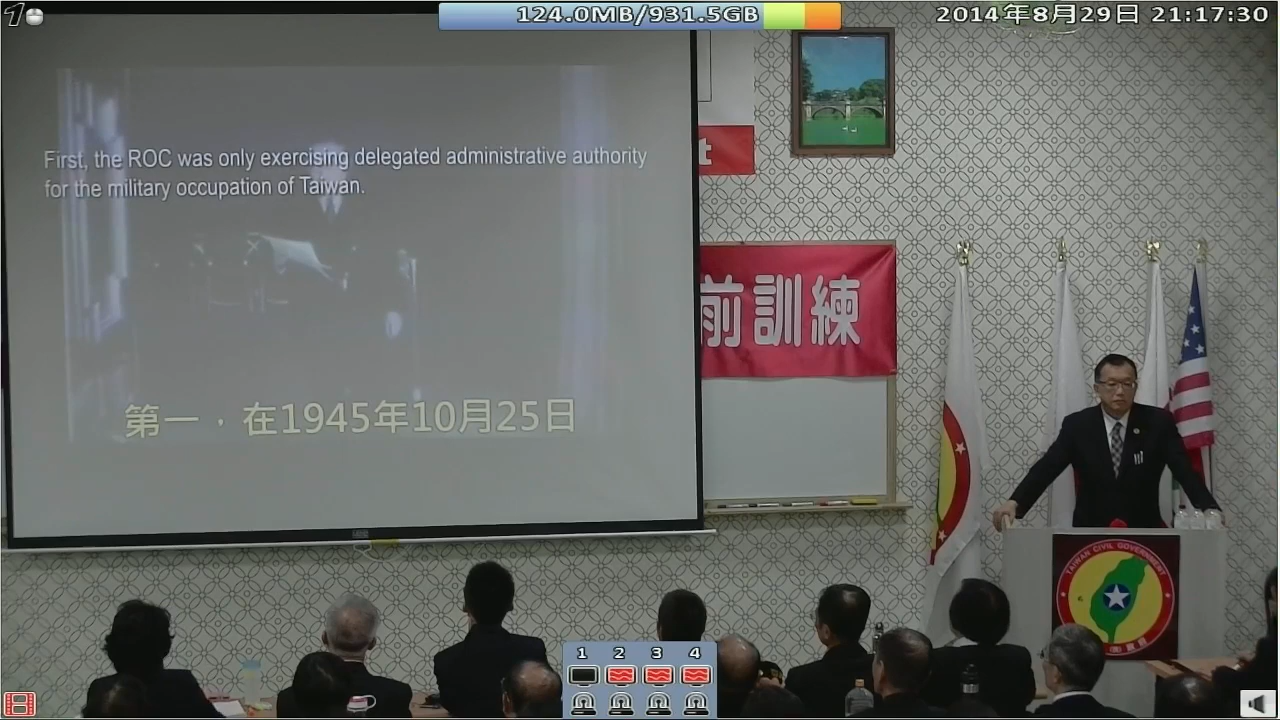 1
124.0MB/931.5GB
2014年8月29日 21:17:30
First, the ROC was only exercising delegated administrative authority
for the military occupation of Taiwan.
第一，在1945年10月25日
t
前訓練
TAIWAN CIVIL GOVERNMENT
1 2 3 4